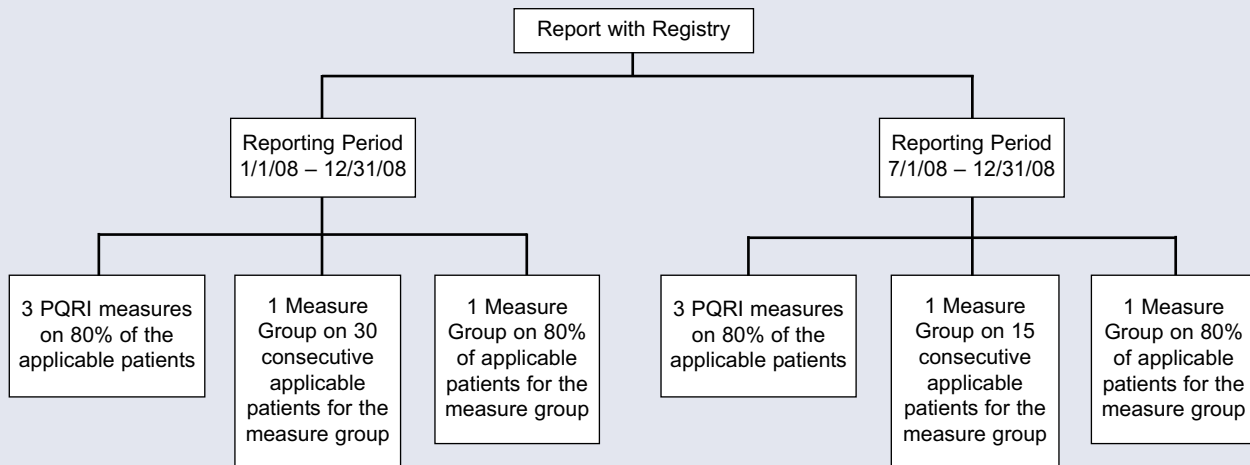 Report with Registry
Reporting Period
1/1/08 – 12/31/08
Reporting Period
7/1/08 – 12/31/08
3 PQRI measures
on 80% of the
applicable patients
1 Measure
Group on 30
consecutive
applicable
patients for the
measure group
1 Measure
Group on 80%
of applicable
patients for the
measure group
3 PQRI measures
on 80% of the
applicable patients
1 Measure
Group on 15
consecutive
applicable
patients for the
measure group
1 Measure
Group on 80%
of applicable
patients for the
measure group